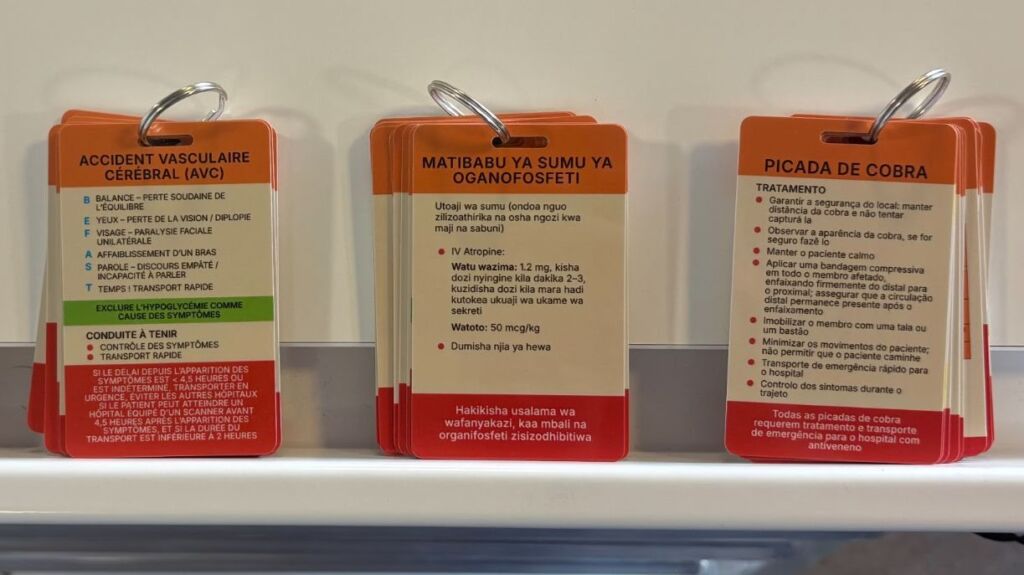 ACCIDENT VASCULAIRE
CÉRÉBRAL (AVC)
B BALANCE – PERTE SOUDAINE DE
L'ÉQUILIBRE
E YEUX – PERTE DE LA VISION / DIPLOPIE
F VISAGE – PARALYSIE FACIALE
UNILATÉRALE
A AFFAIBLISSEMENT D'UN BRAS
S PAROLE – DISCOURS EMPÂTÉ /
INCAPACITÉ À PARLER
T TEMPS ! TRANSPORT RAPIDE
EXCLURE L'HYPOGLYCÉMIE COMME
CAUSE DES SYMPTÔMES
CONDUITE À TENIR
CONTRÔLE DES SYMPTÔMES
TRANSPORT RAPIDE
SI LE DÉLAI DEPUIS L'APPARITION DES
SYMPTÔMES EST < 4,5 HEURES OU
EST INDÉTERMINÉ, TRANSPORTER EN
URGENCE, ÉVITER LES AUTRES HÔPITAUX
SI LE PATIENT PEUT ATTEINDRE UN
HÔPITAL ÉQUIPÉ D'UN SCANNER AVANT
4,5 HEURES APRÈS L'APPARITION DES
SYMPTÔMES, ET SI LA DURÉE DU
TRANSPORT EST INFÉRIEURE À 2 HEURES
MATIBABU YA SUMU YA
OGANOFOSFETI
Utoaji wa sumu (ondoa nguo
zilizoathirika na osha ngozi kwa
maji na sabuni)
IV Atropine:
Watu wazima: 1.2 mg, kisha
dozi nyingine kila dakika 2–3,
kuzidisha dozi kila mara hadi
kutokea ukuaji wa ukame wa
sekreti
Watoto: 50 mcg/kg
Dumisha njia ya hewa
Hakikisha usalama wa
wafanyakazi, kaa mbali na
organifosfeti zisizodhibitiwa
PICADA DE COBRA
TRATAMENTO
Garantir a segurança do local: manter
distância da cobra e não tentar
capturá la
Observar a aparência da cobra, se for
seguro fazê lo
Manter o paciente calmo
Aplicar uma bandagem compressiva
em todo o membro afetado,
enfaixando firmemente do distal para
o proximal; assegurar que a circulação
distal permanece presente após o
enfaixamento
Imobilizar o membro com uma tala ou
um bastão
Minimizar os movimentos do paciente;
não permitir que o paciente caminhe
Transporte de emergência rápido para
o hospital
Controlo dos sintomas durante o
trajeto
Todas as picadas de cobra
requerem tratamento e transporte
de emergência para o hospital com
antiveneno